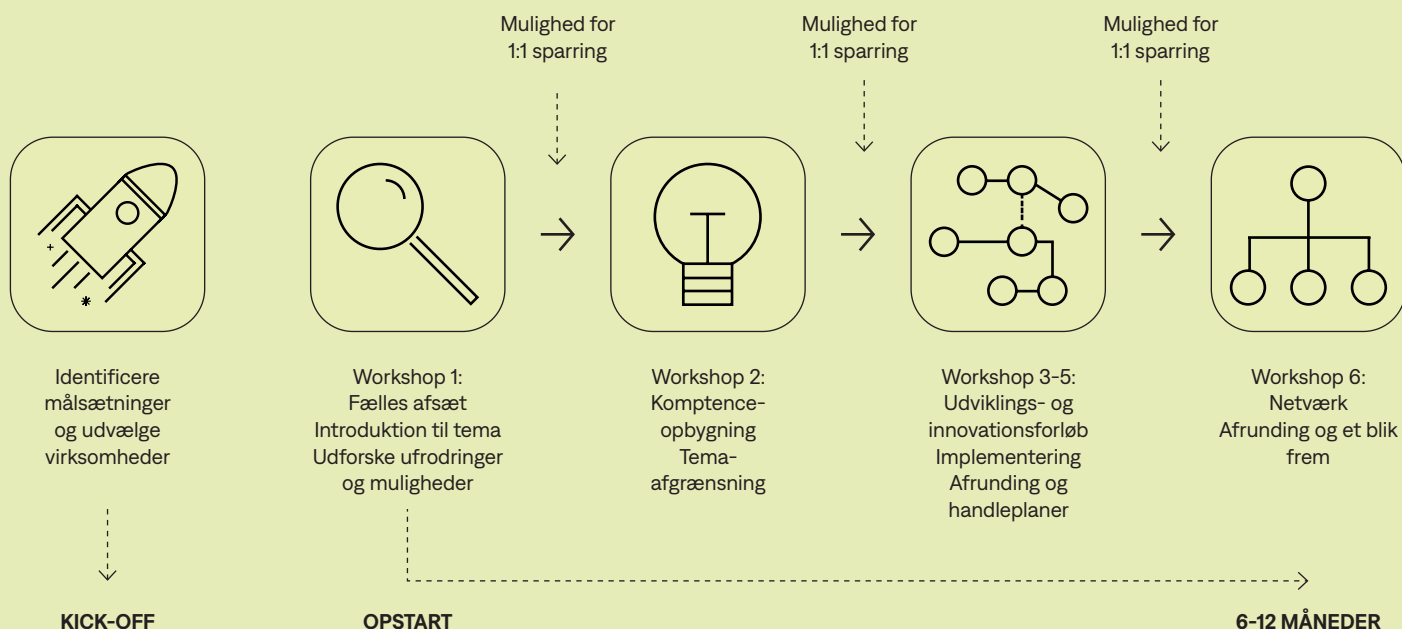 Mulighed for
1:1 sparring
Mulighed for
1:1 sparring
Mulighed for
1:1 sparring
Identificere
målsætninger
og udvælge
virksomheder
Workshop 1:
Fælles afsæt
Introduktion til tema
Udforske ufrodringer
og muligheder
Workshop 2:
Komptence-
opbygning
Tema-
afgrænsning
Workshop 3-5:
Udviklings- og
innovationsforløb
Implementering
Afrunding og
handleplaner
Workshop 6:
Netværk
Afrunding og et blik
frem
KICK-OFF
OPSTART
6-12 MÅNEDER